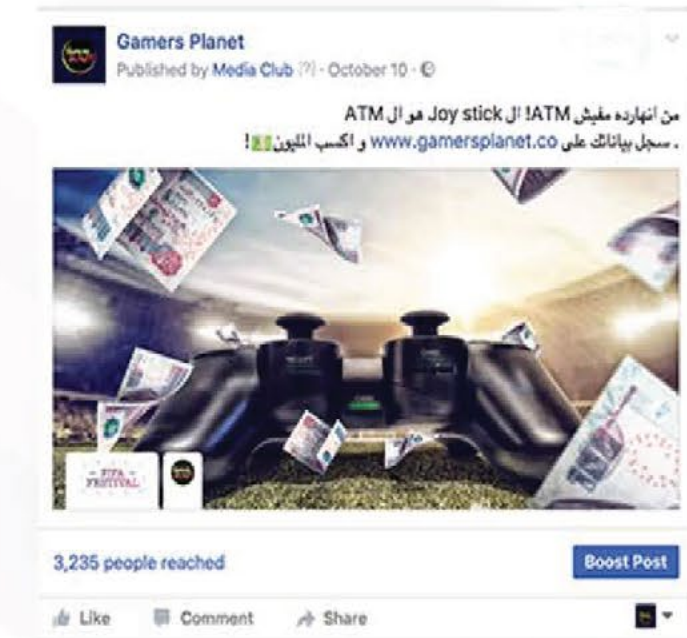 Gamers Planet
Published by Media Club [?] · October 10 ·
من انهارده مفيش ATM! ال Joy stick هو ال ATM
. سجل بياناتك على www.gamersplanet.co و اكسب المليون !
FIFA
FESTIVAL
3,235 people reached
Boost Post
Like Comment Share